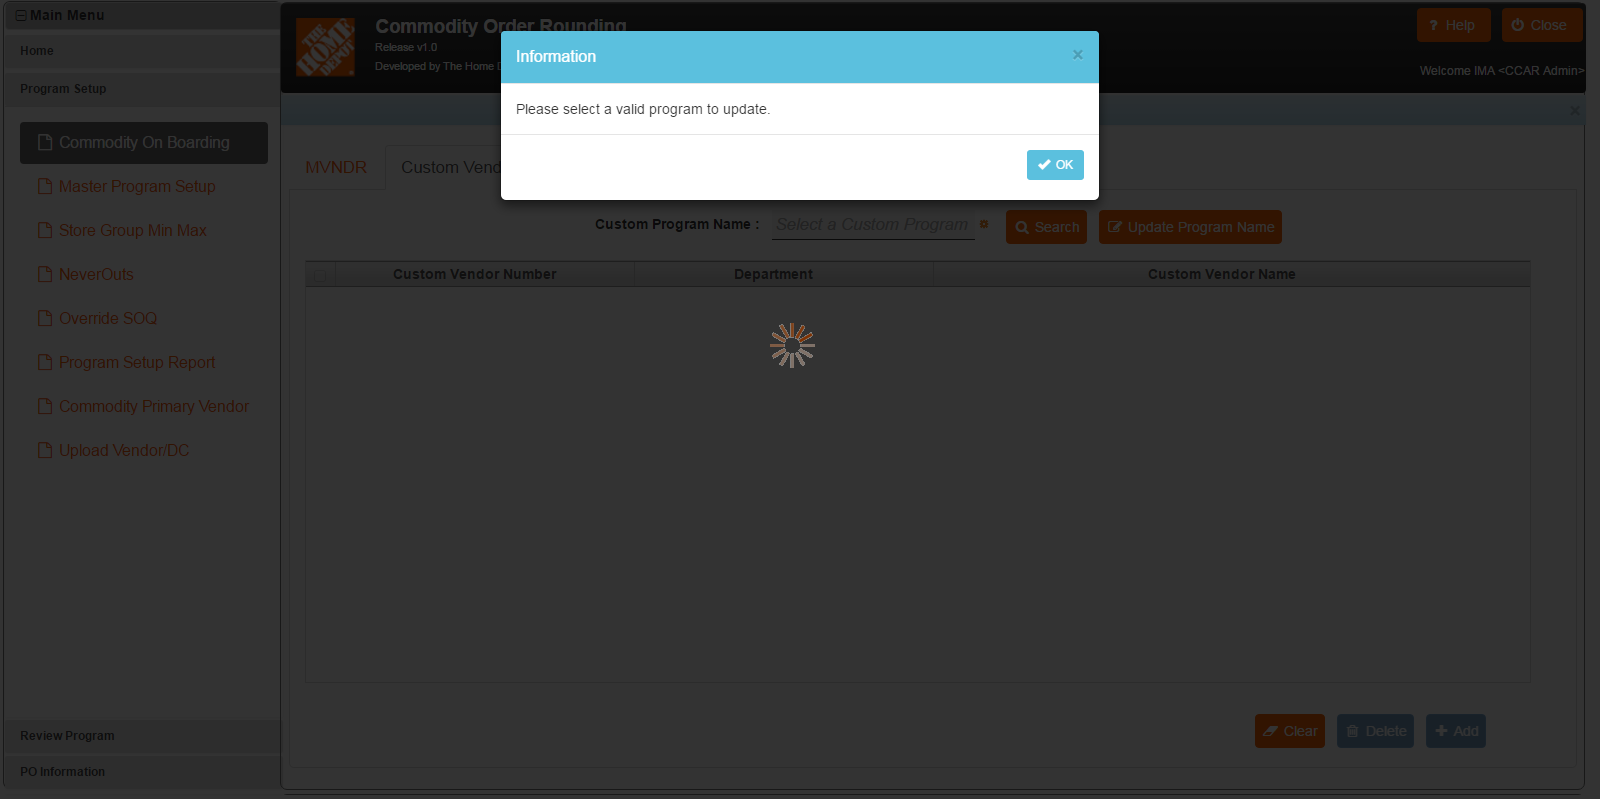 Main Menu
Home
Program Setup
Commodity On Boarding
Master Program Setup
Store Group Min Max
NeverOuts
Override SOQ
Program Setup Report
Commodity Primary Vendor
Upload Vendor/DC
Review Program
PO Information
THE HOME DEPOT
Commodity Order Rounding
Release v1.0
Developed by The Home
? Help
Close
Welcome IMA <CCAR Admin>
Information
×
Please select a valid program to update.
OK
×
MVNDR
Custom Vend
Custom Program Name :
Select a Custom Program
Search
Update Program Name
Custom Vendor Number
Department
Custom Vendor Name
Clear
Delete
Add